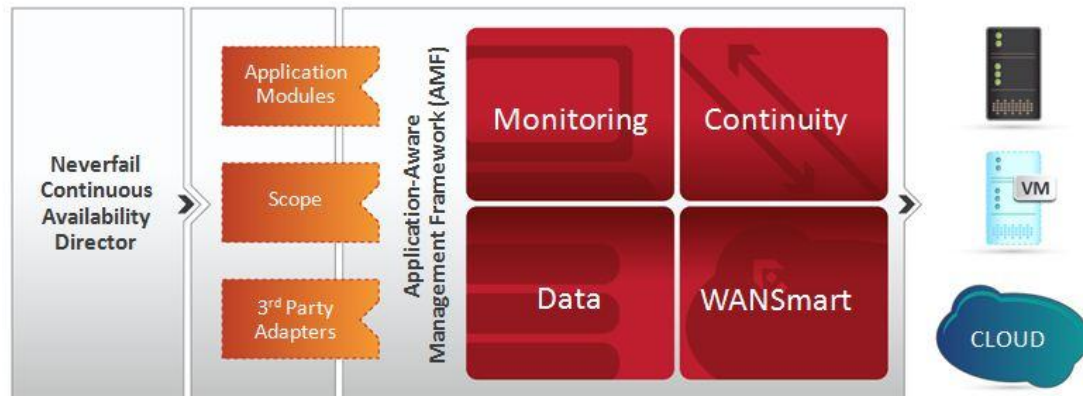 Neverfail
Continuous
Availability
Director
Application
Modules
Scope
3rd Party
Adapters
Application-Aware
Management Framework (AMF)
Monitoring
Continuity
Data
WANSmart
VM
CLOUD